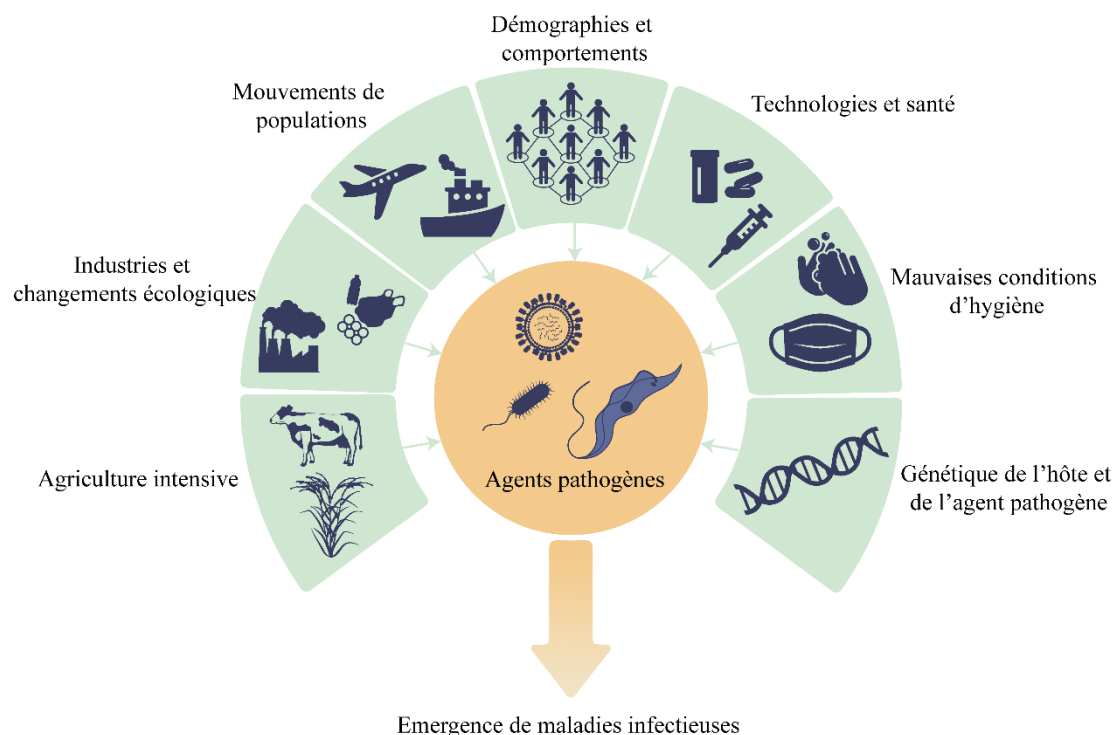 Démographies et
comportements
Mouvements de
populations
Technologies et santé
Industries et
changements écologiques
Mauvaises conditions
d’hygiène
Agriculture intensive
Agents pathogènes
Génétique de l’hôte et
de l’agent pathogène
Emergence de maladies infectieuses